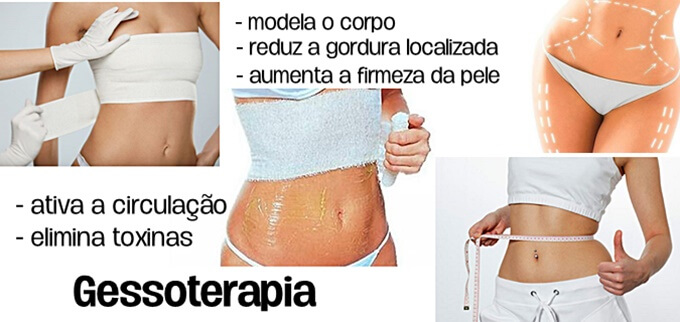 - modela o corpo
- reduz a gordura localizada
- aumenta a firmeza da pele
- ativa a circulação
- elimina toxinas
Gessoterapia